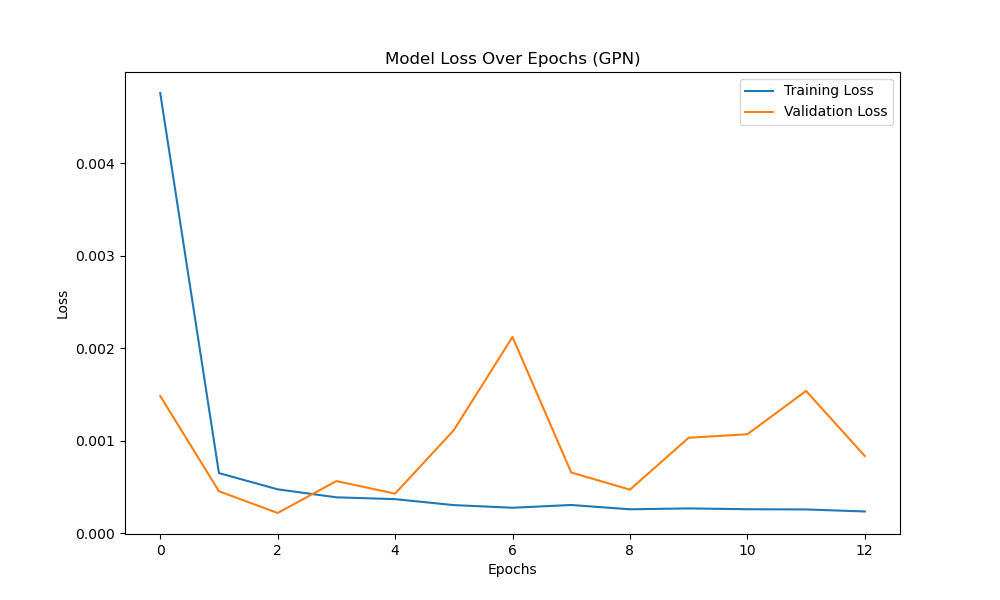 Model Loss Over Epochs (GPN)
Training Loss
Validation Loss
0.004
0.003
0.002
0.001
0.000
Loss
0 2 4 6 8 10 12
Epochs